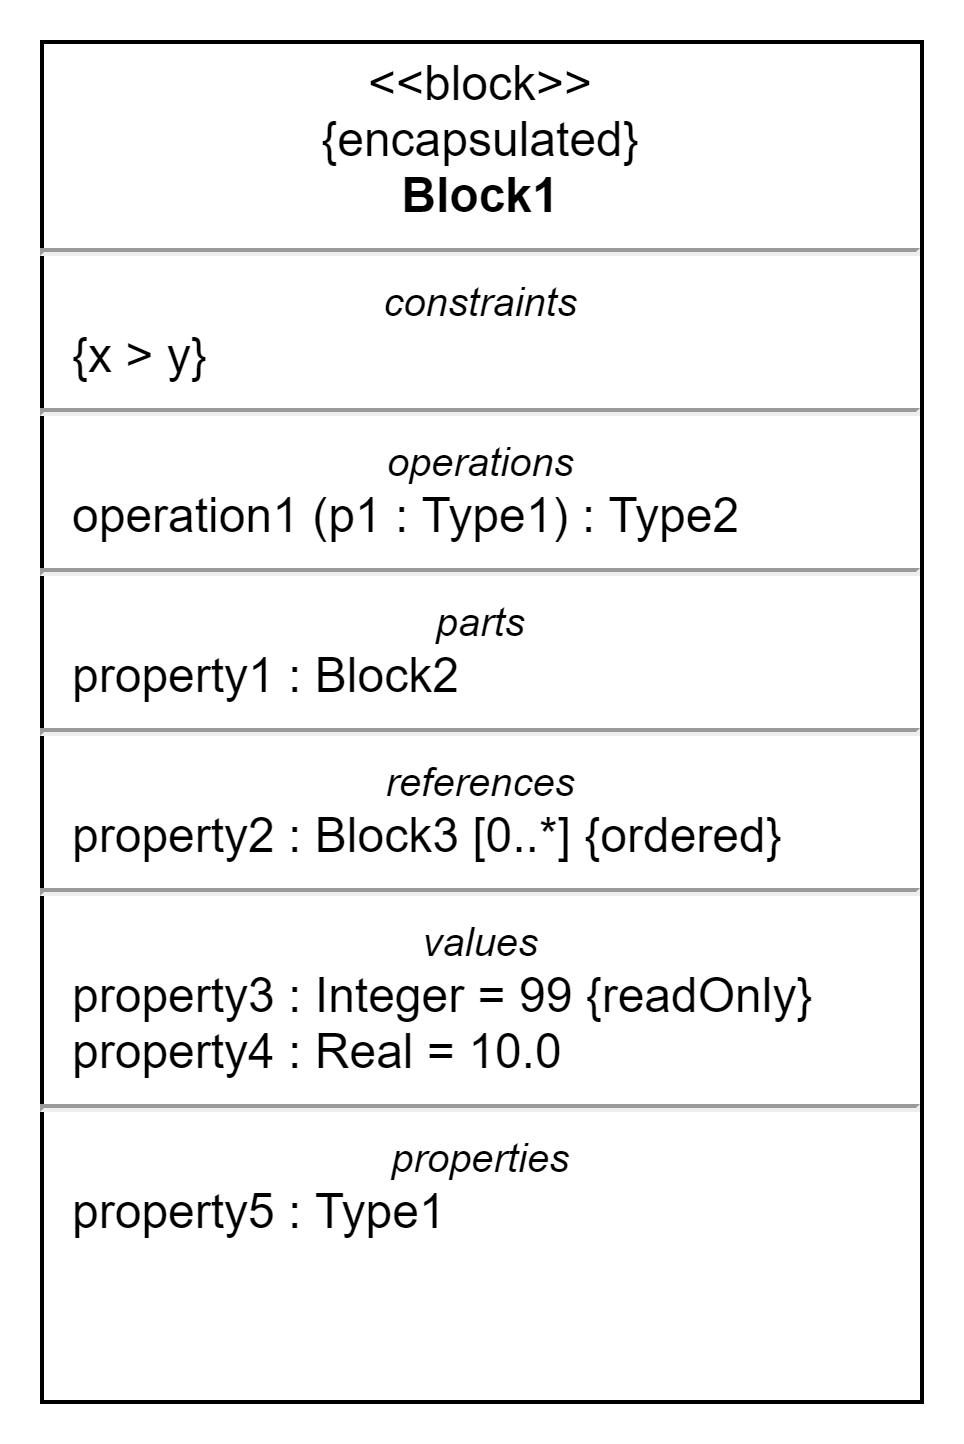 <<block>>
{encapsulated}
Block1
constraints
{x > y}
operations
operation1 (p1 : Type1) : Type2
parts
property1 : Block2
references
property2 : Block3 [0..*] {ordered}
values
property3 : Integer = 99 {readOnly}
property4 : Real = 10.0
properties
property5 : Type1